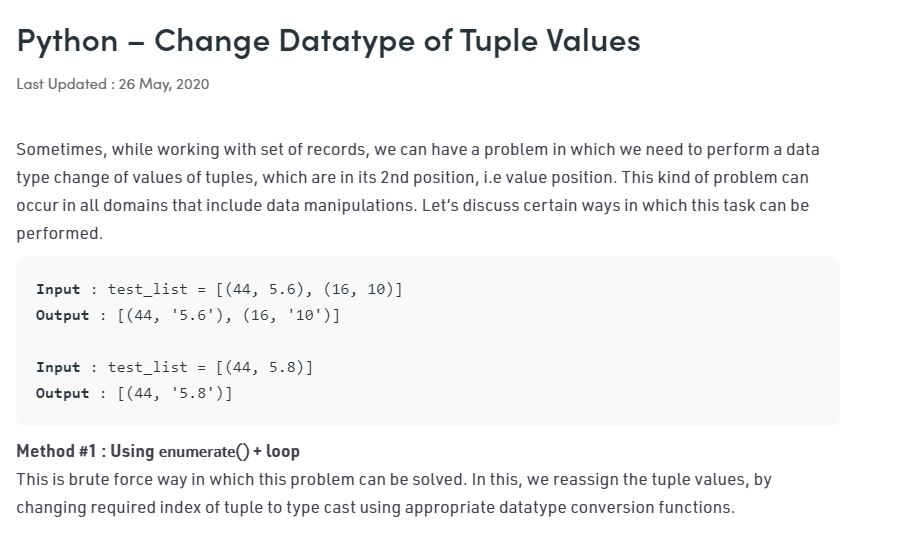 Python – Change Datatype of Tuple Values
Last Updated : 26 May, 2020
Sometimes, while working with set of records, we can have a problem in which we need to perform a data
type change of values of tuples, which are in its 2nd position, i.e value position. This kind of problem can
occur in all domains that include data manipulations. Let’s discuss certain ways in which this task can be
performed.
Input : test_list = [(44, 5.6), (16, 10)]
Output : [(44, '5.6'), (16, '10')]
Input : test_list = [(44, 5.8)]
Output : [(44, '5.8')]
Method #1 : Using enumerate() + loop
This is brute force way in which this problem can be solved. In this, we reassign the tuple values, by
changing required index of tuple to type cast using appropriate datatype conversion functions.